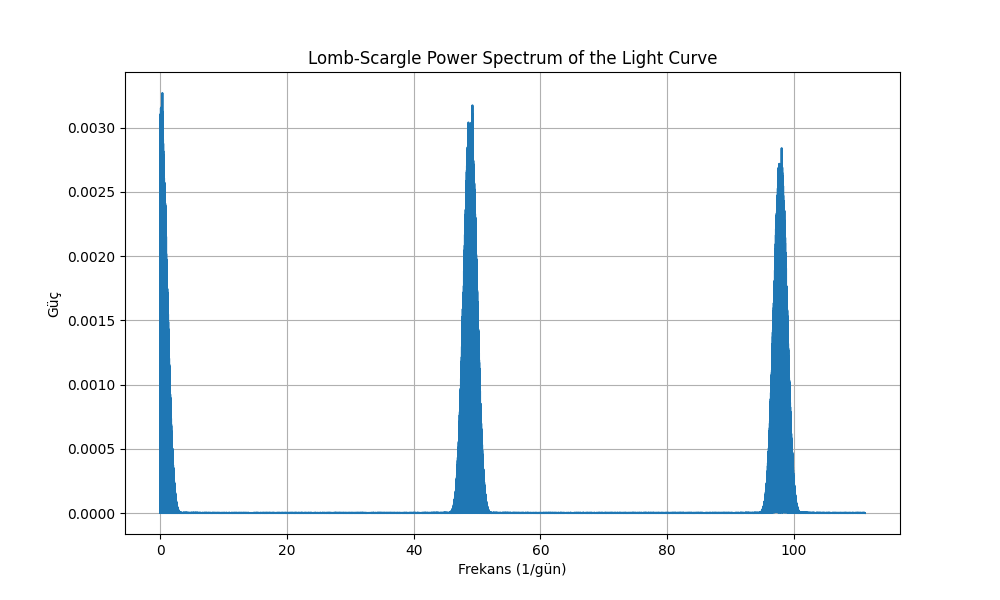 Lomb-Scargle Power Spectrum of the Light Curve
Güç
0.0030
0.0025
0.0020
0.0015
0.0010
0.0005
0.0000
0 20 40 60 80 100
Frekans (1/gün)